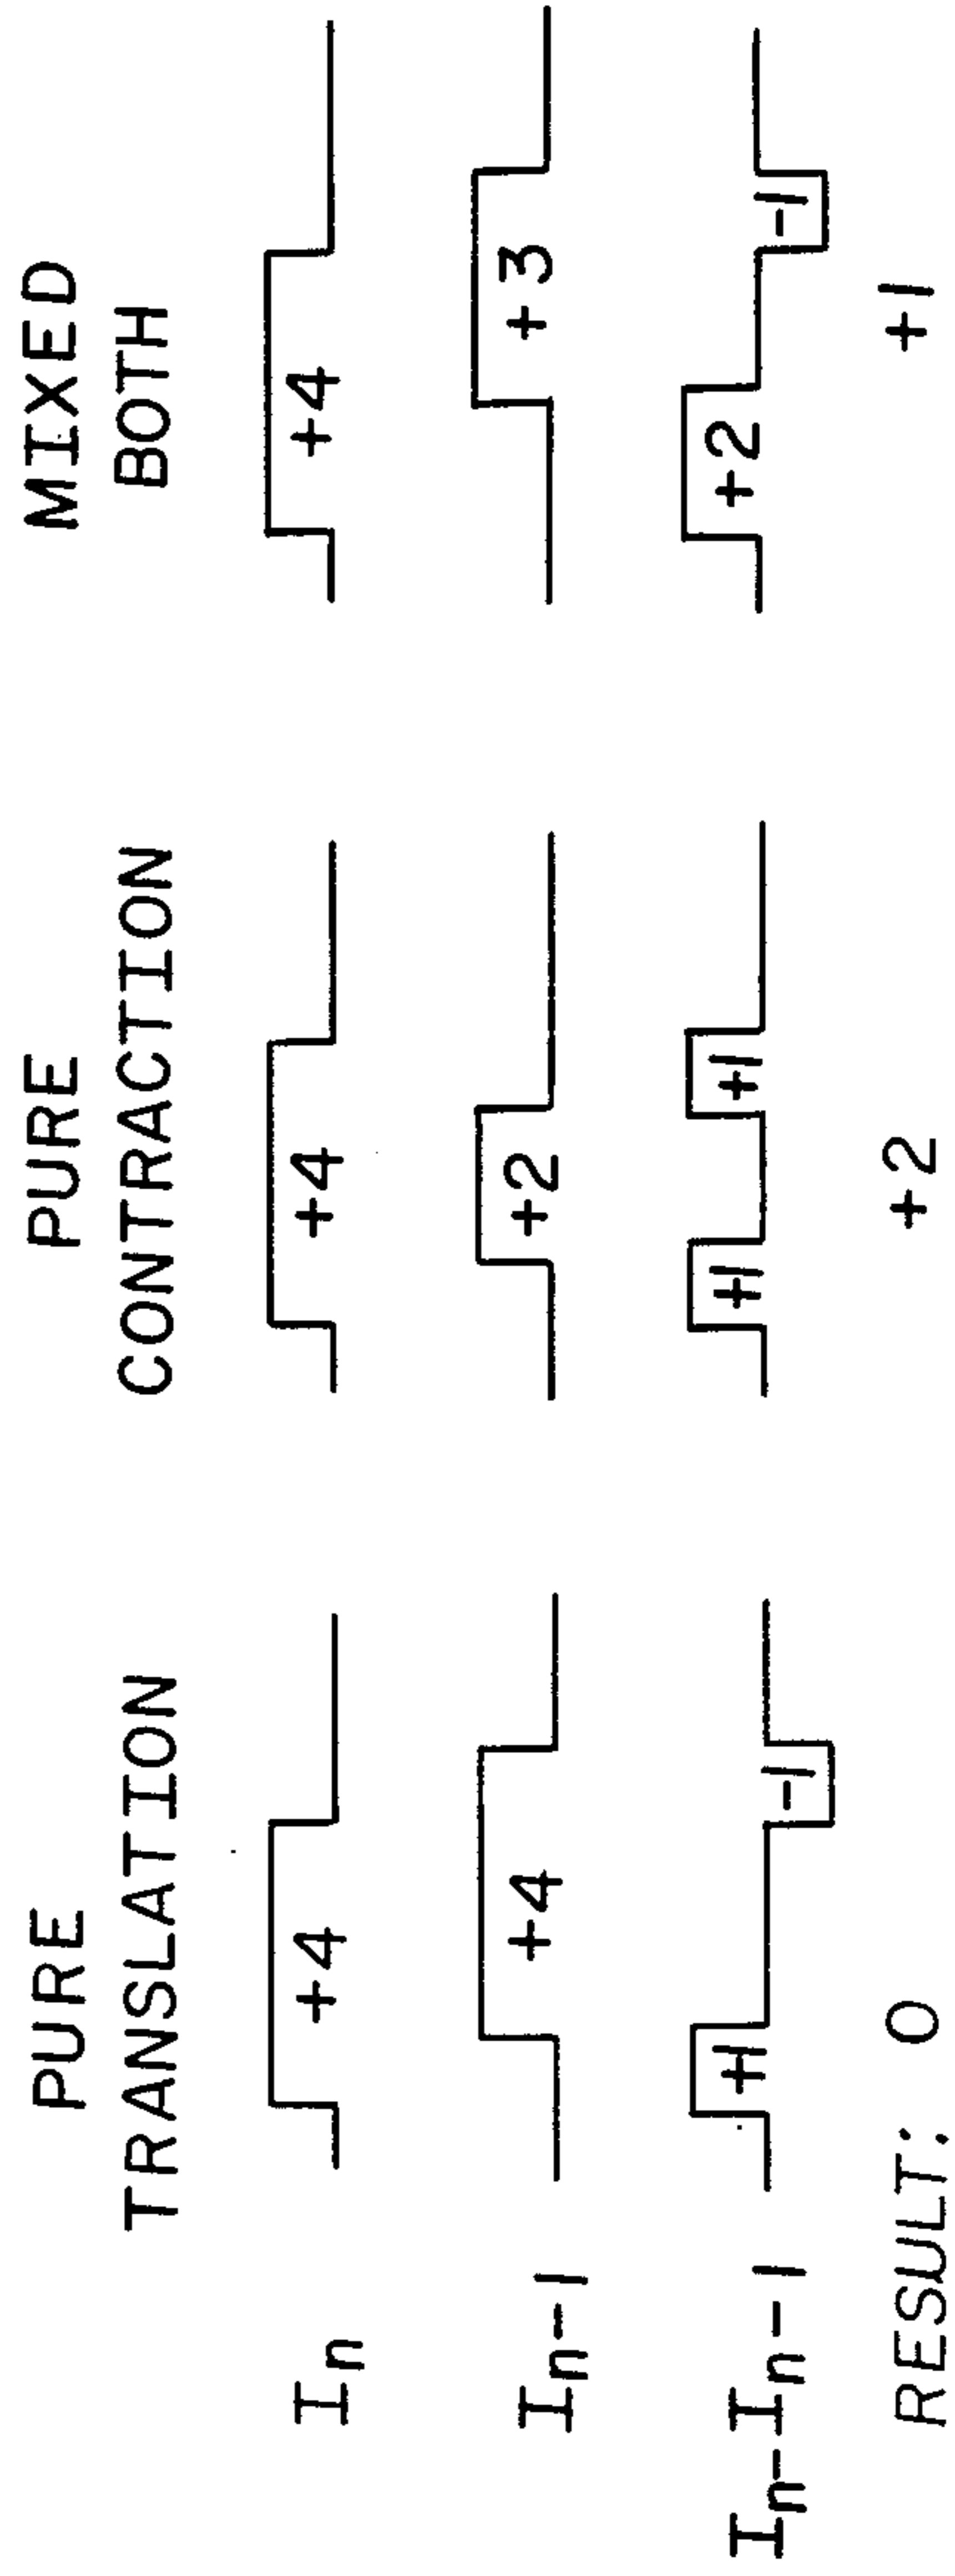 PURE TRANSLATION
PURE CONTRACTION
MIXED BOTH
In +4 +4 +4
In-1 +4 +2 +3
In-In-1 +1 -1 +1 +1 +2 -1
RESULT: 0 +2 +1